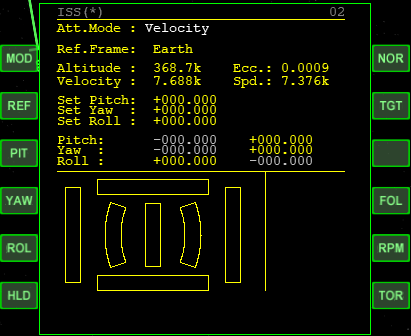 ISS(*) 02
Att.Mode : Velocity
MOD NOR
Ref.Frame: Earth
Altitude : 368.7k Ecc.: 0.0009
Velocity : 7.688k Spd.: 7.376k
REF TGT
Set Pitch: +000.000
Set Yaw : +000.000
Set Roll : +000.000
Pitch: -000.000 +000.000
PIT
Yaw : -000.000 +000.000
Roll : +000.000 -000.000
YAW FOL
ROL RPM
HLD TOR